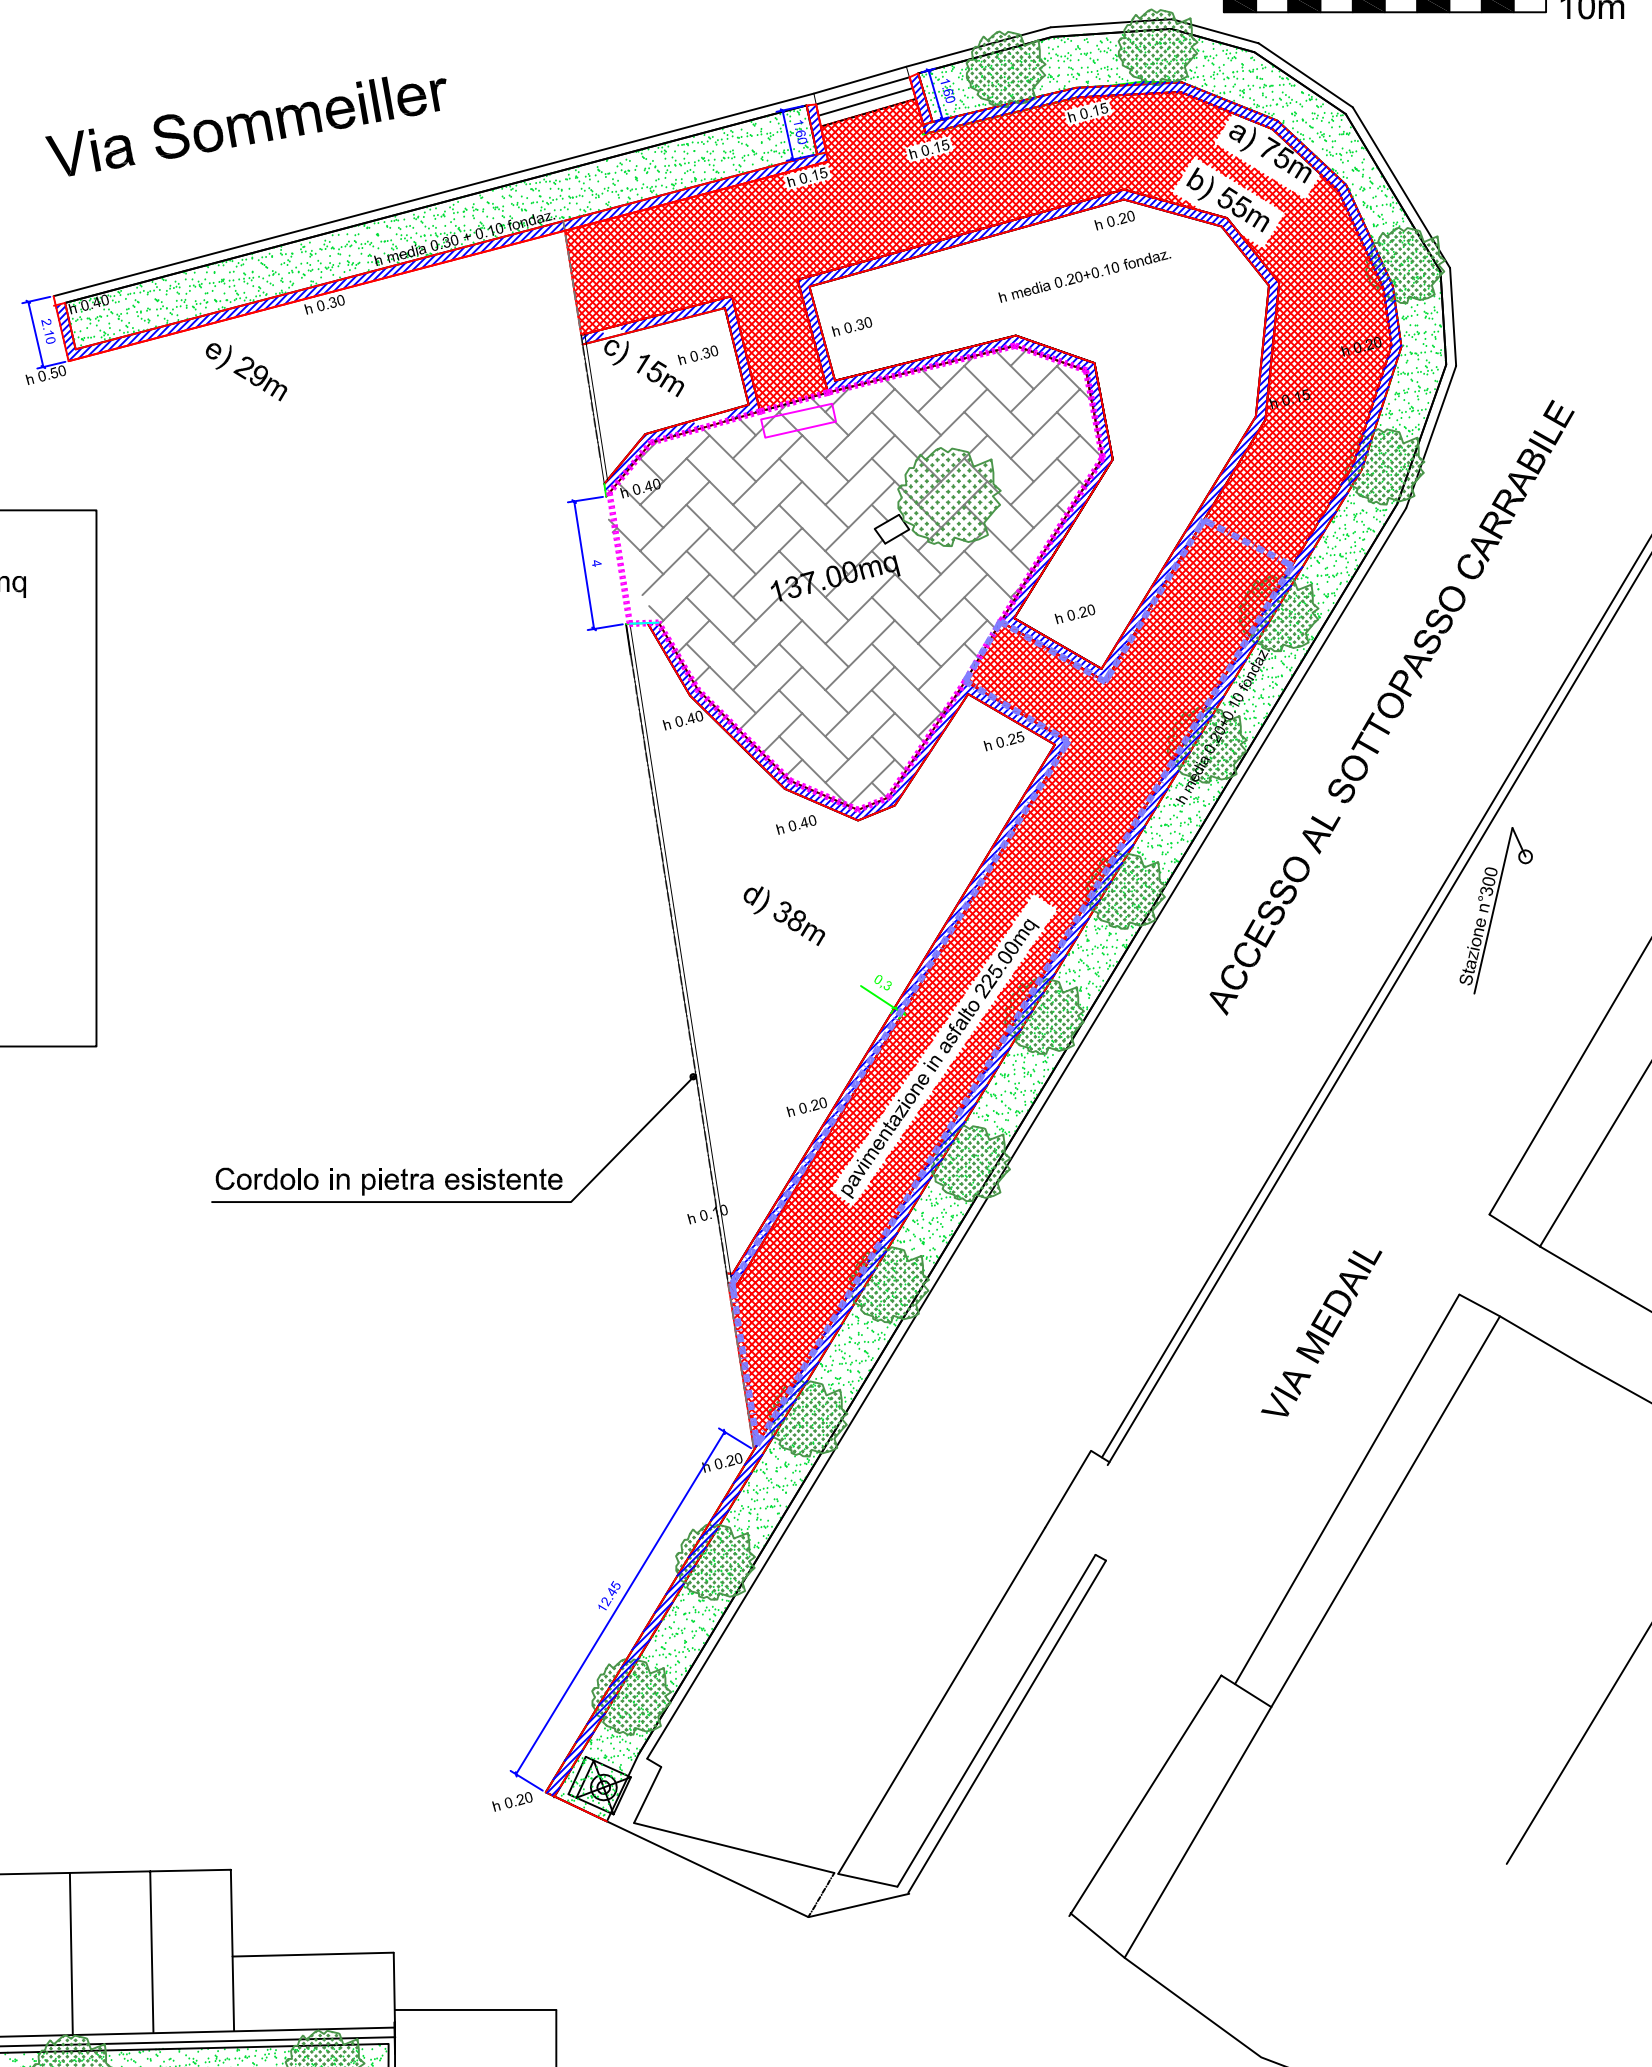 10m
Via Sommeiller
1.60
1.60
h 0.15
h 0.15
h 0.15
a) 75m
b) 55m
h media 0.30 + 0.10 fondaz.
h 0.20
h media 0.20+0.10 fondaz.
h 0.40
h 0.30
2.10
h 0.50
e) 29m
h 0.30
c) 15m
h 0.30
h 0.20
h 0.15
h 0.40
4
mq
137.00mq
h 0.20
h 0.40
h 0.25
h media 0.20+0.10 fondaz.
h 0.40
d) 38m
0.3
pavimentazione in asfalto 225.00mq
ACCESSO AL SOTTOPASSO CARRABILE
Stazione n°300
h 0.20
Cordolo in pietra esistente
h 0.10
VIA MEDAIL
h 0.20
12.45
h 0.20